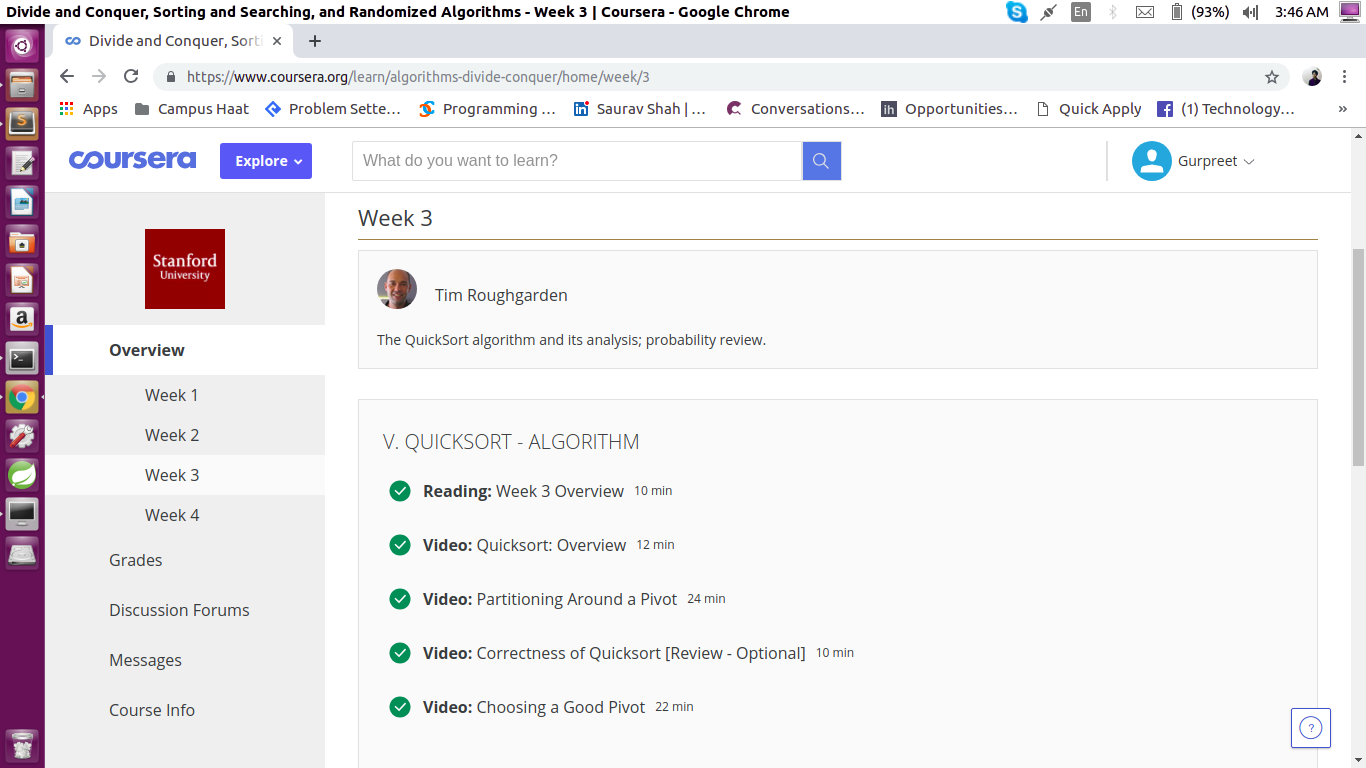 Divide and Conquer, Sorting and Searching, and Randomized Algorithms - Week 3 | Coursera - Google Chrome
En
(93%)
3:46 AM
Divide and Conquer, Sorti
https://www.coursera.org/learn/algorithms-divide-conquer/home/week/3
Apps
Campus Haat
Problem Sette...
Programming ...
Saurav Shah | ...
Conversations...
ih
Opportunities...
Quick Apply
(1) Technology...
»
coursera
Explore
What do you want to learn?
Gurpreet
Stanford
University
Overview
Week 1
Week 2
Week 3
Week 4
Grades
Discussion Forums
Messages
Course Info
Week 3
Tim Roughgarden
The QuickSort algorithm and its analysis; probability review.
V. QUICKSORT - ALGORITHM
Reading: Week 3 Overview 10 min
Video: Quicksort: Overview 12 min
Video: Partitioning Around a Pivot 24 min
Video: Correctness of Quicksort [Review - Optional] 10 min
Video: Choosing a Good Pivot 22 min
?